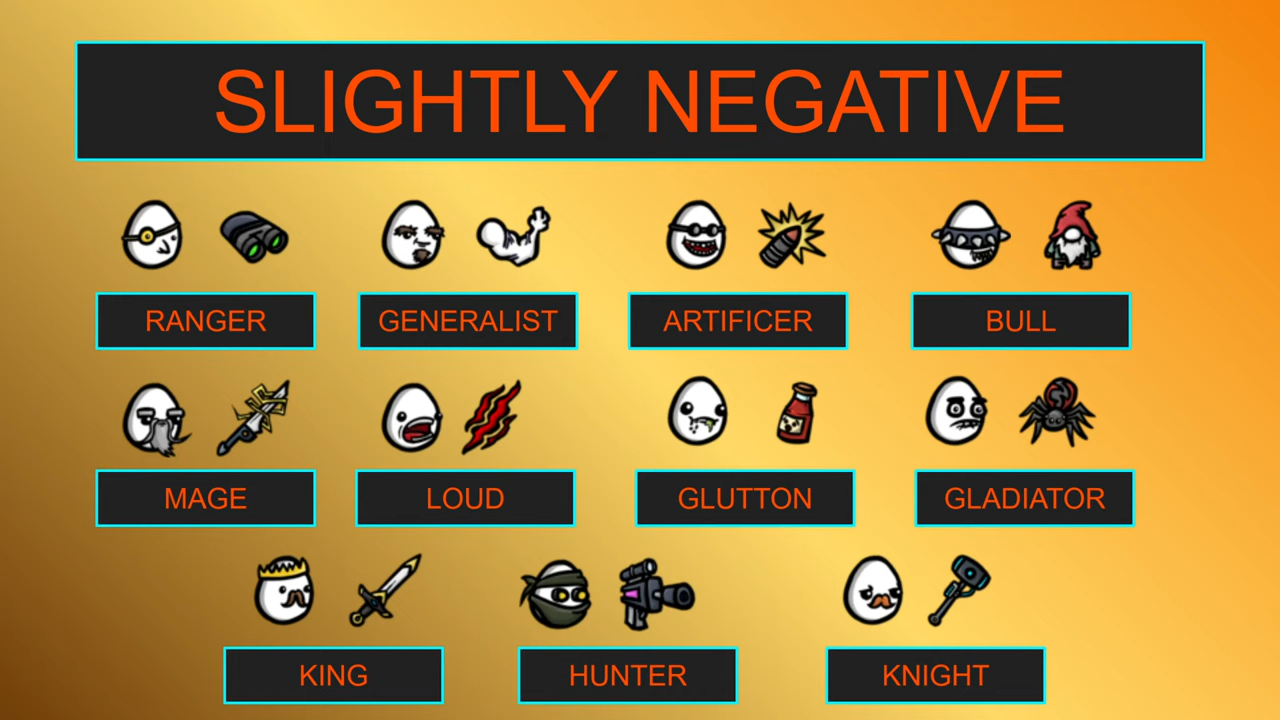 SLIGHTLY NEGATIVE
RANGER
GENERALIST
ARTIFICER
BULL
MAGE
LOUD
GLUTTON
GLADIATOR
KING
HUNTER
KNIGHT